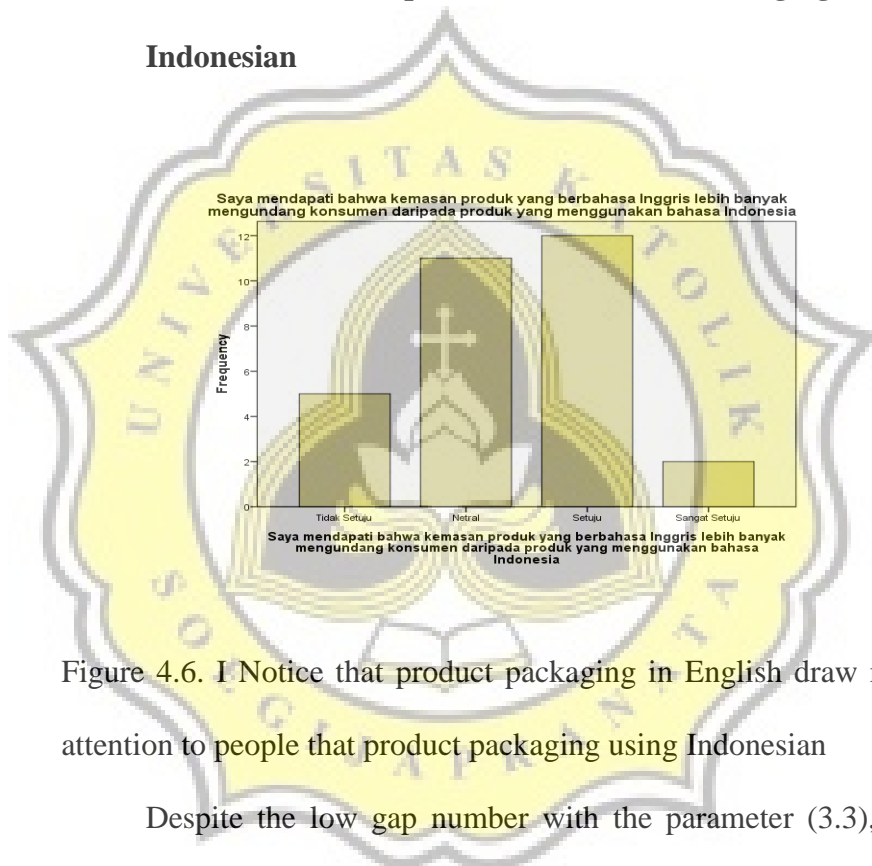 Indonesian
UNIVERSITAS KATOLIK
SOEGIJAPRANATA
Saya mendapati bahwa kemasan produk yang berbahasa Inggris lebih banyak
mengundang konsumen daripada produk yang menggunakan bahasa Indonesia
Frequency
12
10
8
6
4
2
0
Tidak Setuju Netral Setuju Sangat Setuju
Saya mendapati bahwa kemasan produk yang berbahasa Inggris lebih banyak
mengundang konsumen daripada produk yang menggunakan bahasa
Indonesia
Figure 4.6. I Notice that product packaging in English draw
attention to people that product packaging using Indonesian
Despite the low gap number with the parameter (3.3),